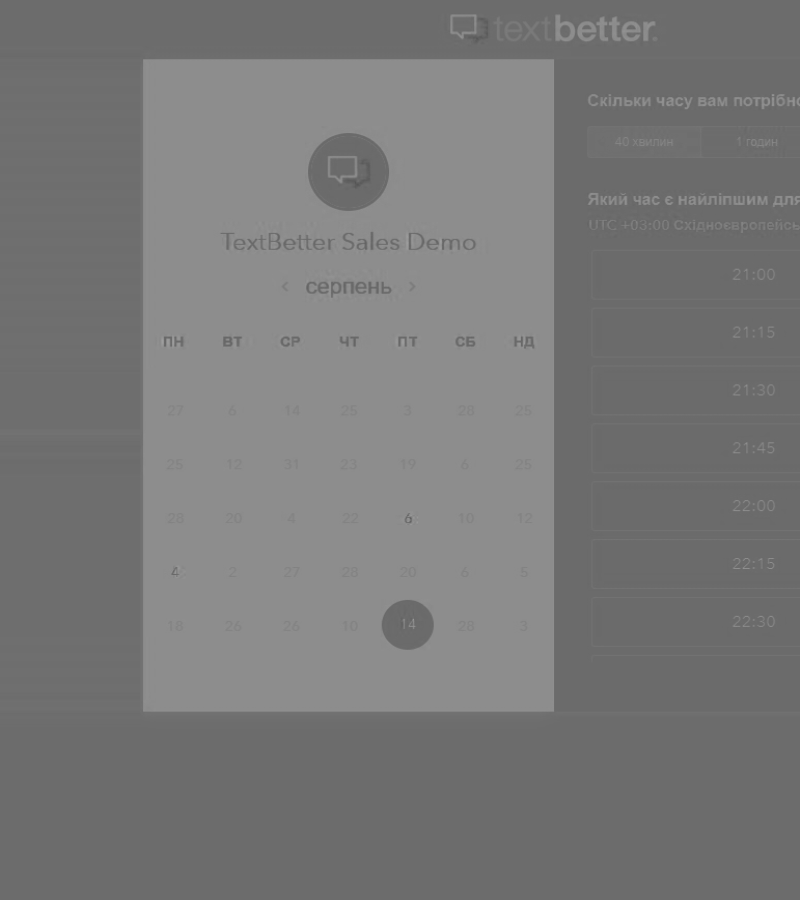 textbetter.
TextBetter Sales Demo
‹ серпень ›
ПН ВТ СР ЧТ ПТ СБ НД
27 6 14 25 3 28 25
25 12 31 23 19 6 25
28 20 4 22 6 10 12
4 2 27 28 20 6 5
18 26 26 10 14 28 3
Скільки часу вам потрібно
40 хвилин 1 годин
Який час є найліпшим для
UTC +03:00 Східноєвропейсь
21:00
21:15
21:30
21:45
22:00
22:15
22:30